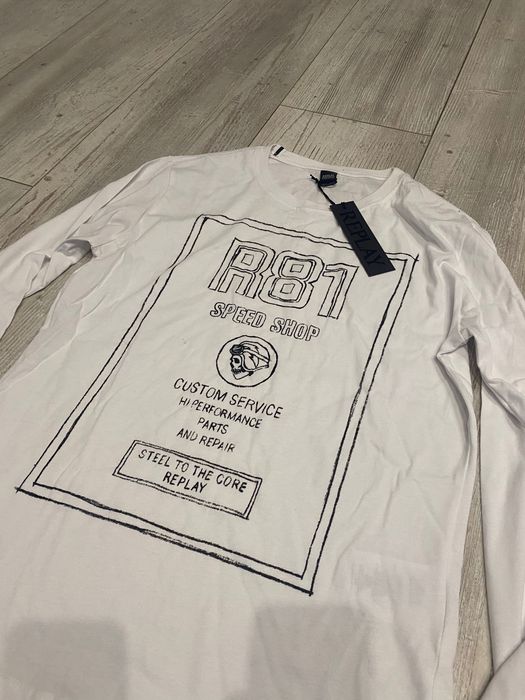 REPLAY
R81
SPEED SHOP
CUSTOM SERVICE
HI PERFORMANCE
PARTS
AND REPAIR
STEEL TO THE CORE
REPLAY